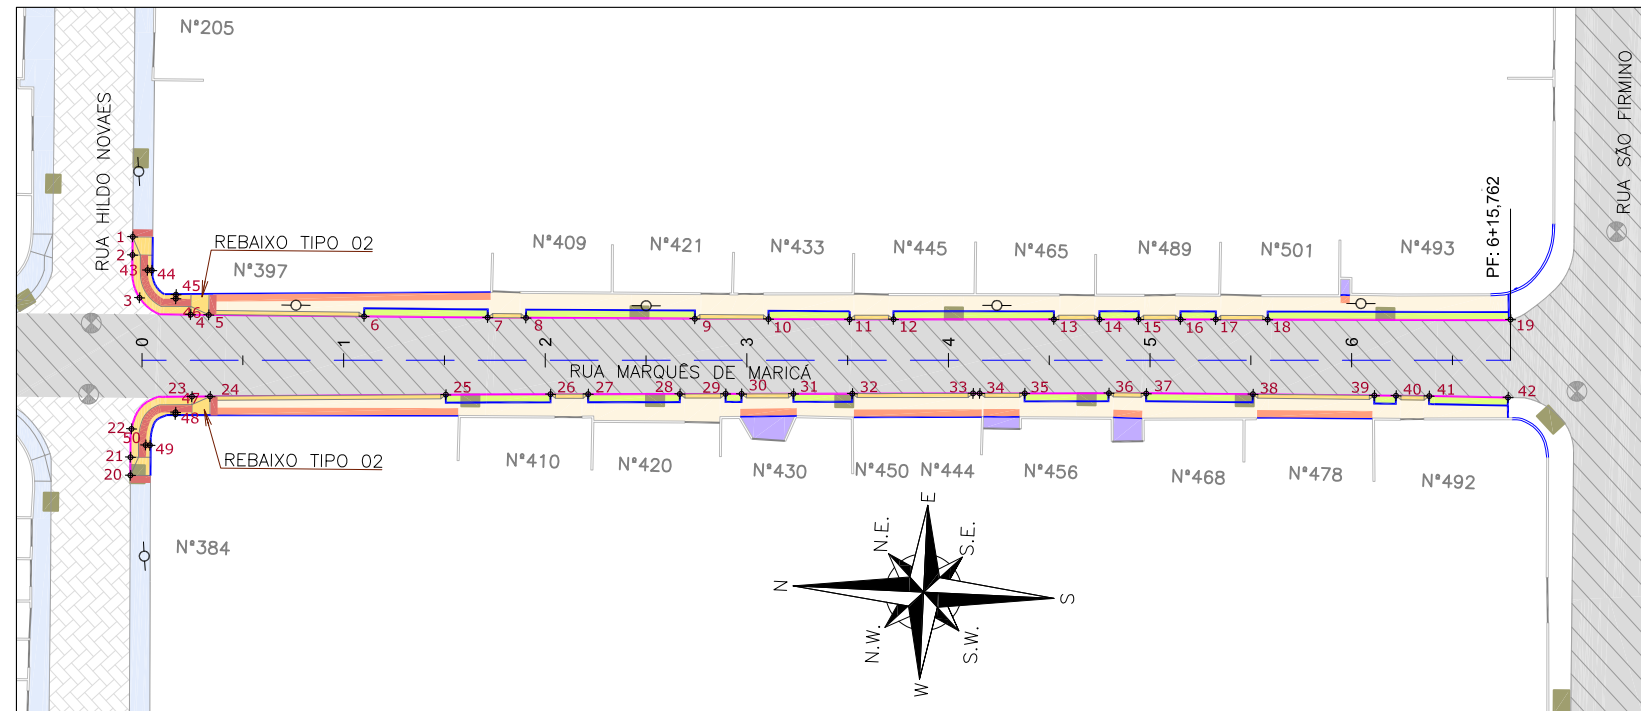 N°205
RUA HILDO NOVAES
RUA SÃO FIRMINO
PF: 6+15,762
REBAIXO TIPO 02
N°397
N°409
N°421
N°433
N°445
N°465
N°489
N°501
N°493
1
2
43
44
3
45
46
4
5
6
7
8
9
10
11
12
13
14
15
16
17
18
19
0
1
2
3
4
5
6
RUA MARQUÊS DE MARICÁ
23
24
25
26
27
28
29
30
31
32
33
34
35
36
37
38
39
40
41
42
47
48
22
50
49
21
20
REBAIXO TIPO 02
N°410
N°420
N°430
N°450
N°444
N°456
N°468
N°478
N°492
N°384
E
N.E.
S.E.
N
S
N.W.
S.W.
W